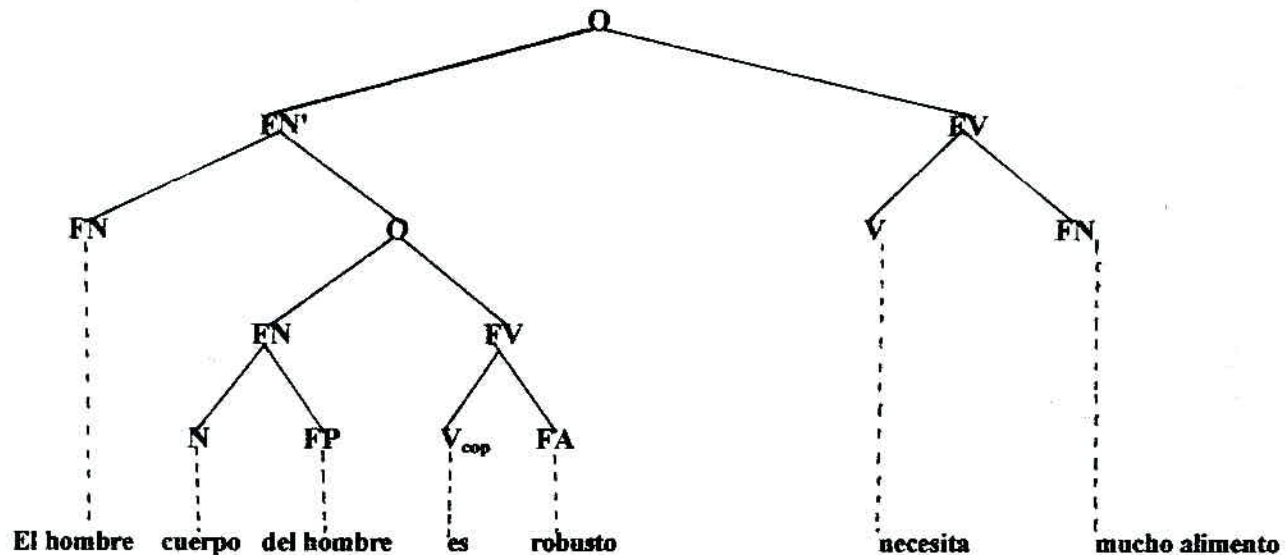 O
FN' FV
FN O V FN
FN FV
N FP Vcop FA
El hombre cuerpo del hombre es robusto necesita mucho alimento